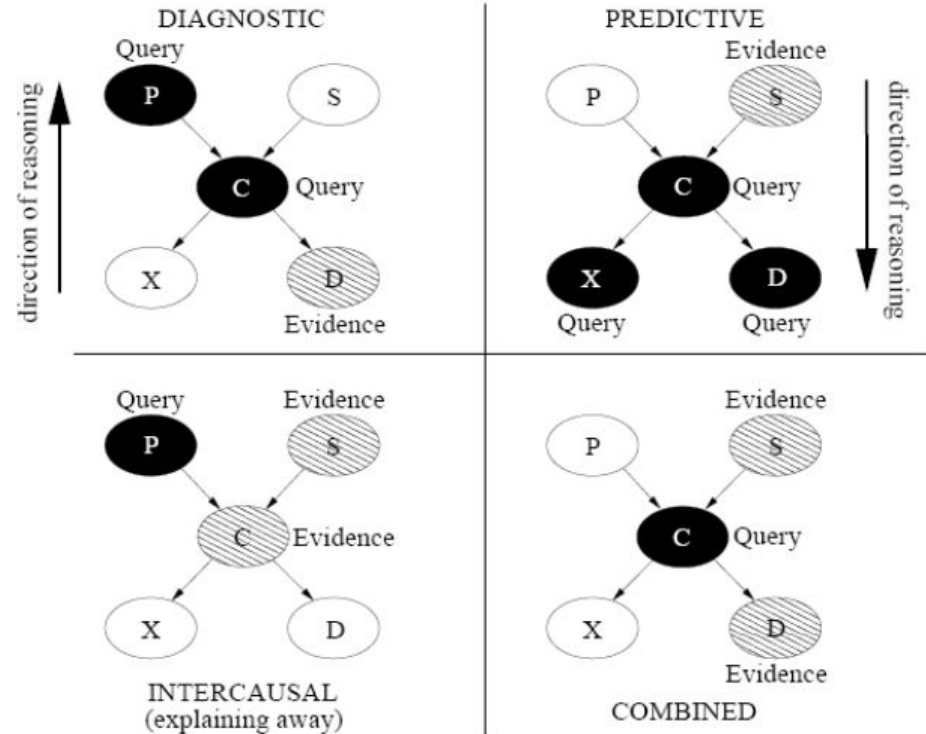 DIAGNOSTIC
Query
P
S
C
Query
X
D
Evidence
direction of reasoning
PREDICTIVE
Evidence
P
S
C
Query
X
D
Query
Query
direction of reasoning
Query
Evidence
P
S
C
Evidence
X
D
INTERCAUSAL
(explaining away)
Evidence
P
S
C
Query
X
D
Evidence
COMBINED